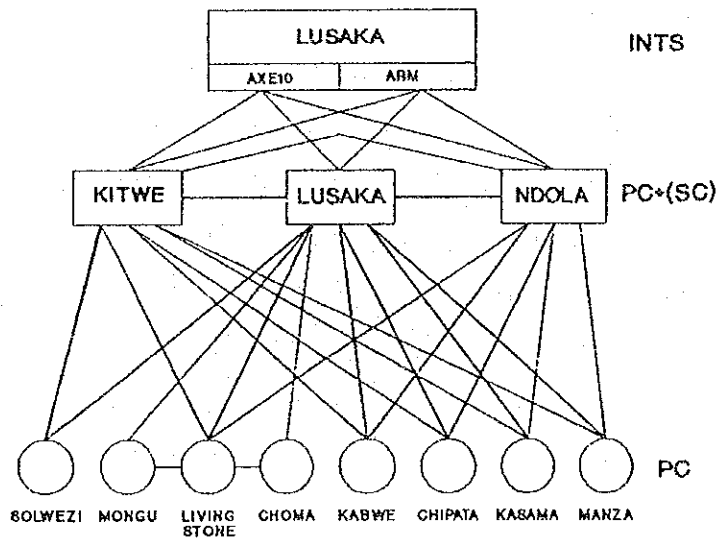 LUSAKA
INTS
AXE10
ARM
KITWE
LUSAKA
NDOLA
PC+(SC)
PC
SOLWEZI
MONGU
LIVING
STONE
CHOMA
KABWE
CHIPATA
KASAMA
MANZA